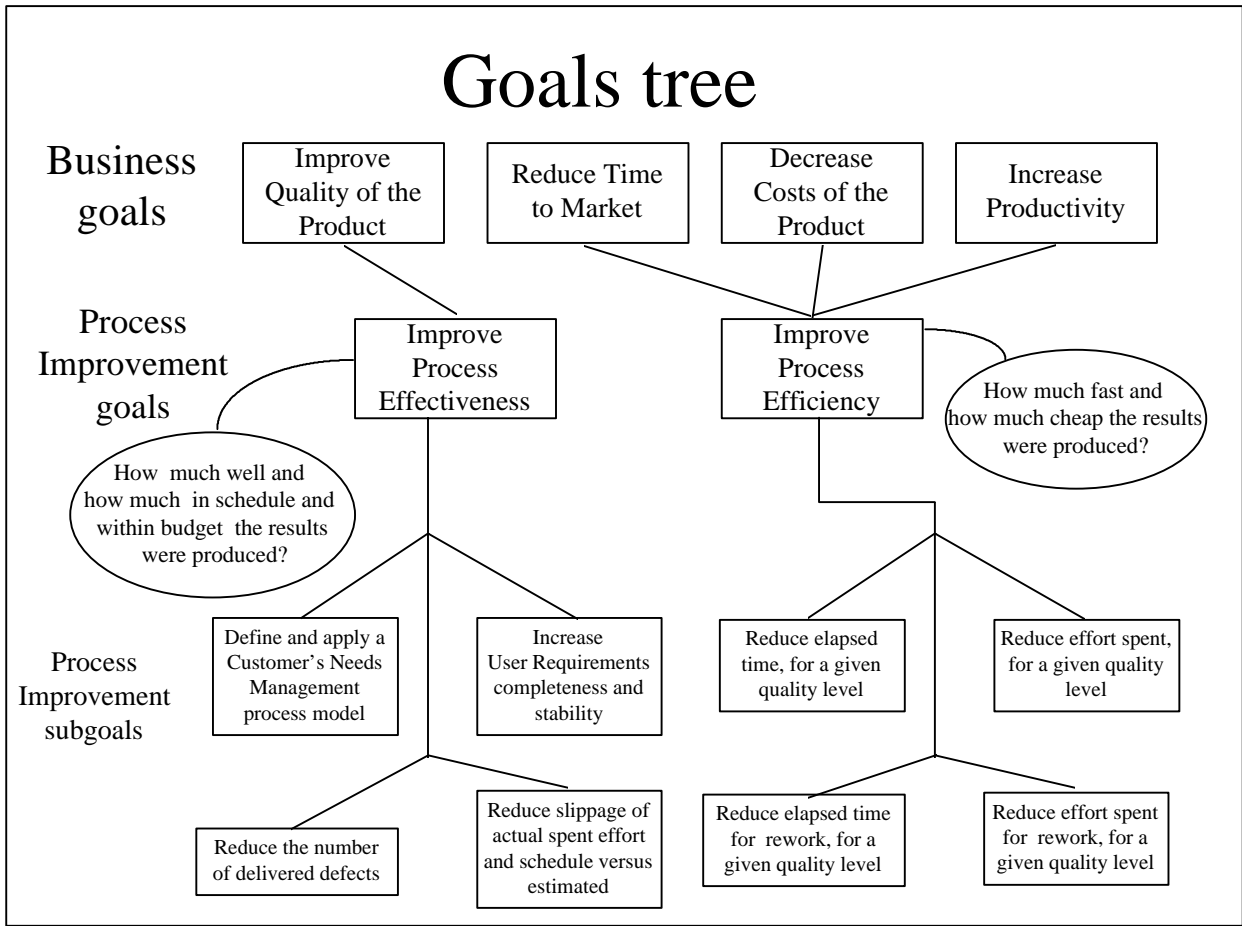 Goals tree
Business
goals
Improve
Quality of the
Product
Reduce Time
to Market
Decrease
Costs of the
Product
Increase
Productivity
Process
Improvement
goals
Improve
Process
Effectiveness
Improve
Process
Efficiency
How much fast and
how much cheap the results
were produced?
How much well and
how much in schedule and
within budget the results
were produced?
Process
Improvement
subgoals
Define and apply a
Customer's Needs
Management
process model
Increase
User Requirements
completeness and
stability
Reduce elapsed
time, for a given
quality level
Reduce effort spent,
for a given quality
level
Reduce the number
of delivered defects
Reduce slippage of
actual spent effort
and schedule versus
estimated
Reduce elapsed time
for rework, for a
given quality level
Reduce effort spent
for rework, for a
given quality level